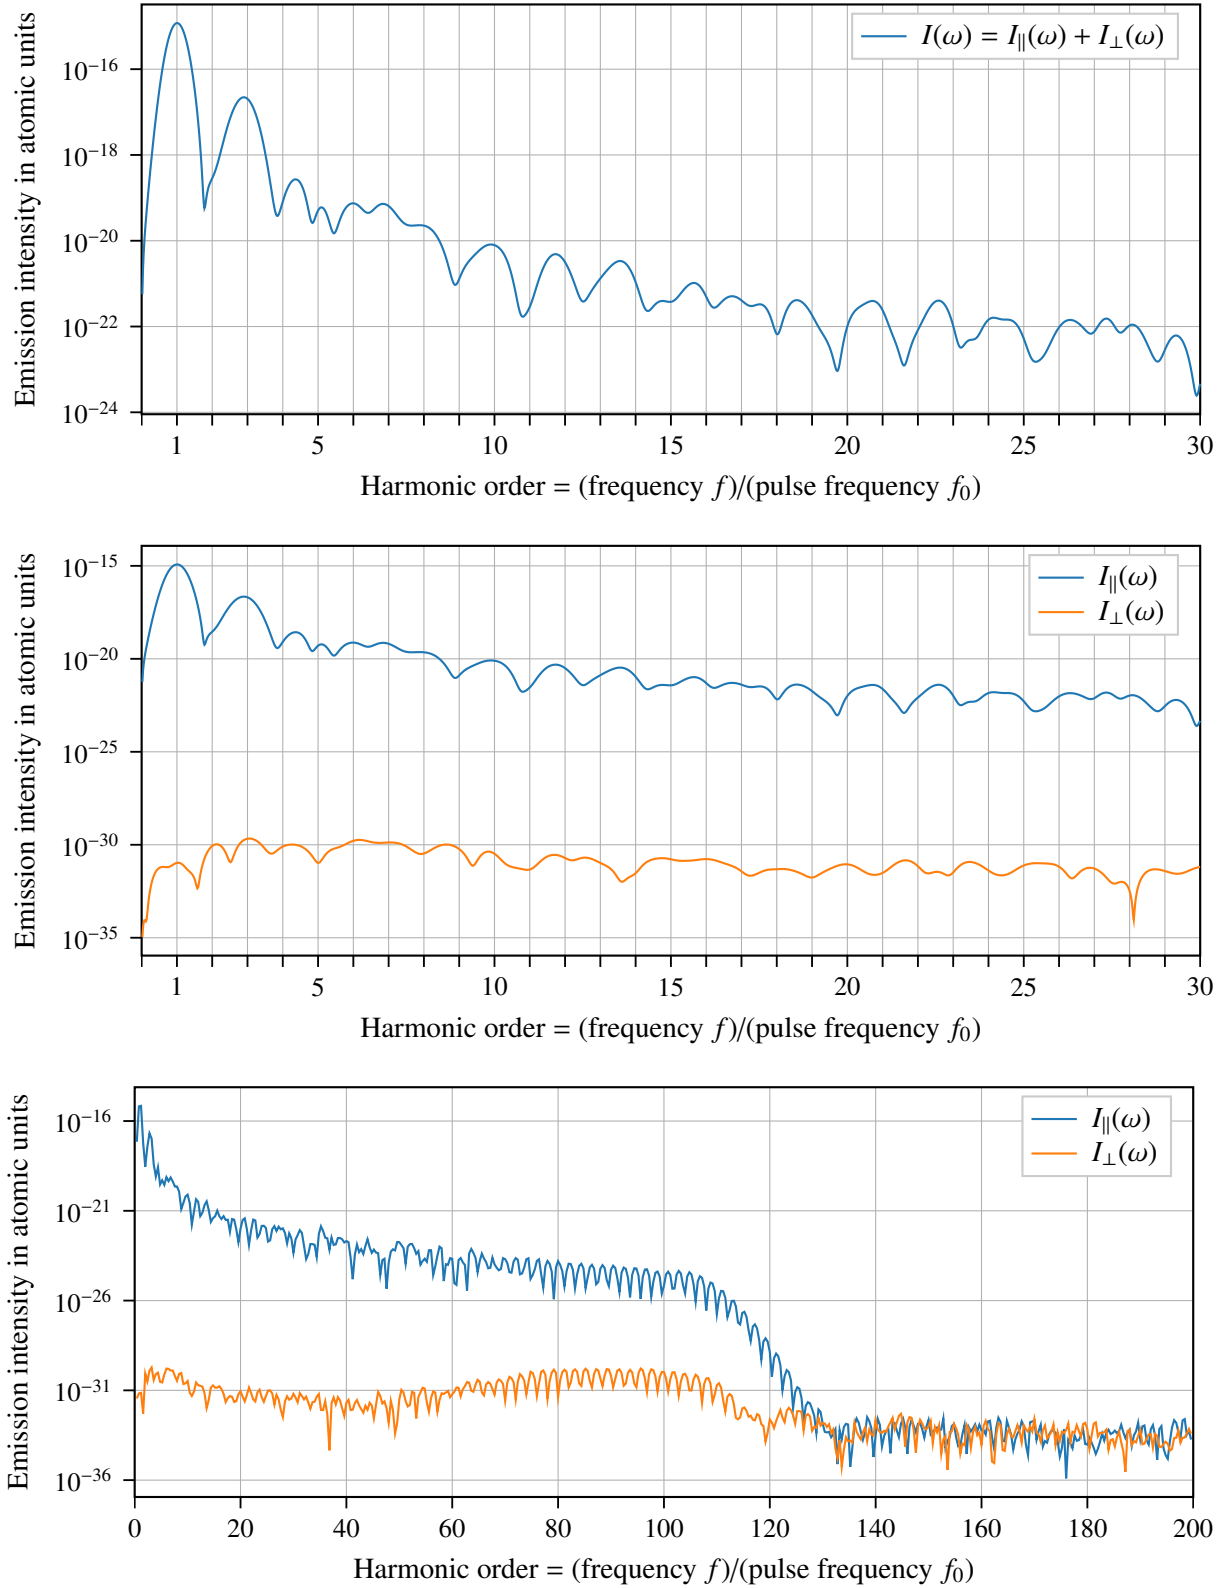 Emission intensity in atomic units
10⁻¹⁶
10⁻¹⁸
10⁻²⁰
10⁻²²
10⁻²⁴
I(ω) = I∥(ω) + I⊥(ω)
1 5 10 15 20 25 30
Harmonic order = (frequency f)/(pulse frequency f₀)
Emission intensity in atomic units
10⁻¹⁵
10⁻²⁰
10⁻²⁵
10⁻³⁰
10⁻³⁵
I∥(ω)
I⊥(ω)
1 5 10 15 20 25 30
Harmonic order = (frequency f)/(pulse frequency f₀)
Emission intensity in atomic units
10⁻¹⁶
10⁻²¹
10⁻²⁶
10⁻³¹
10⁻³⁶
I∥(ω)
I⊥(ω)
0 20 40 60 80 100 120 140 160 180 200
Harmonic order = (frequency f)/(pulse frequency f₀)